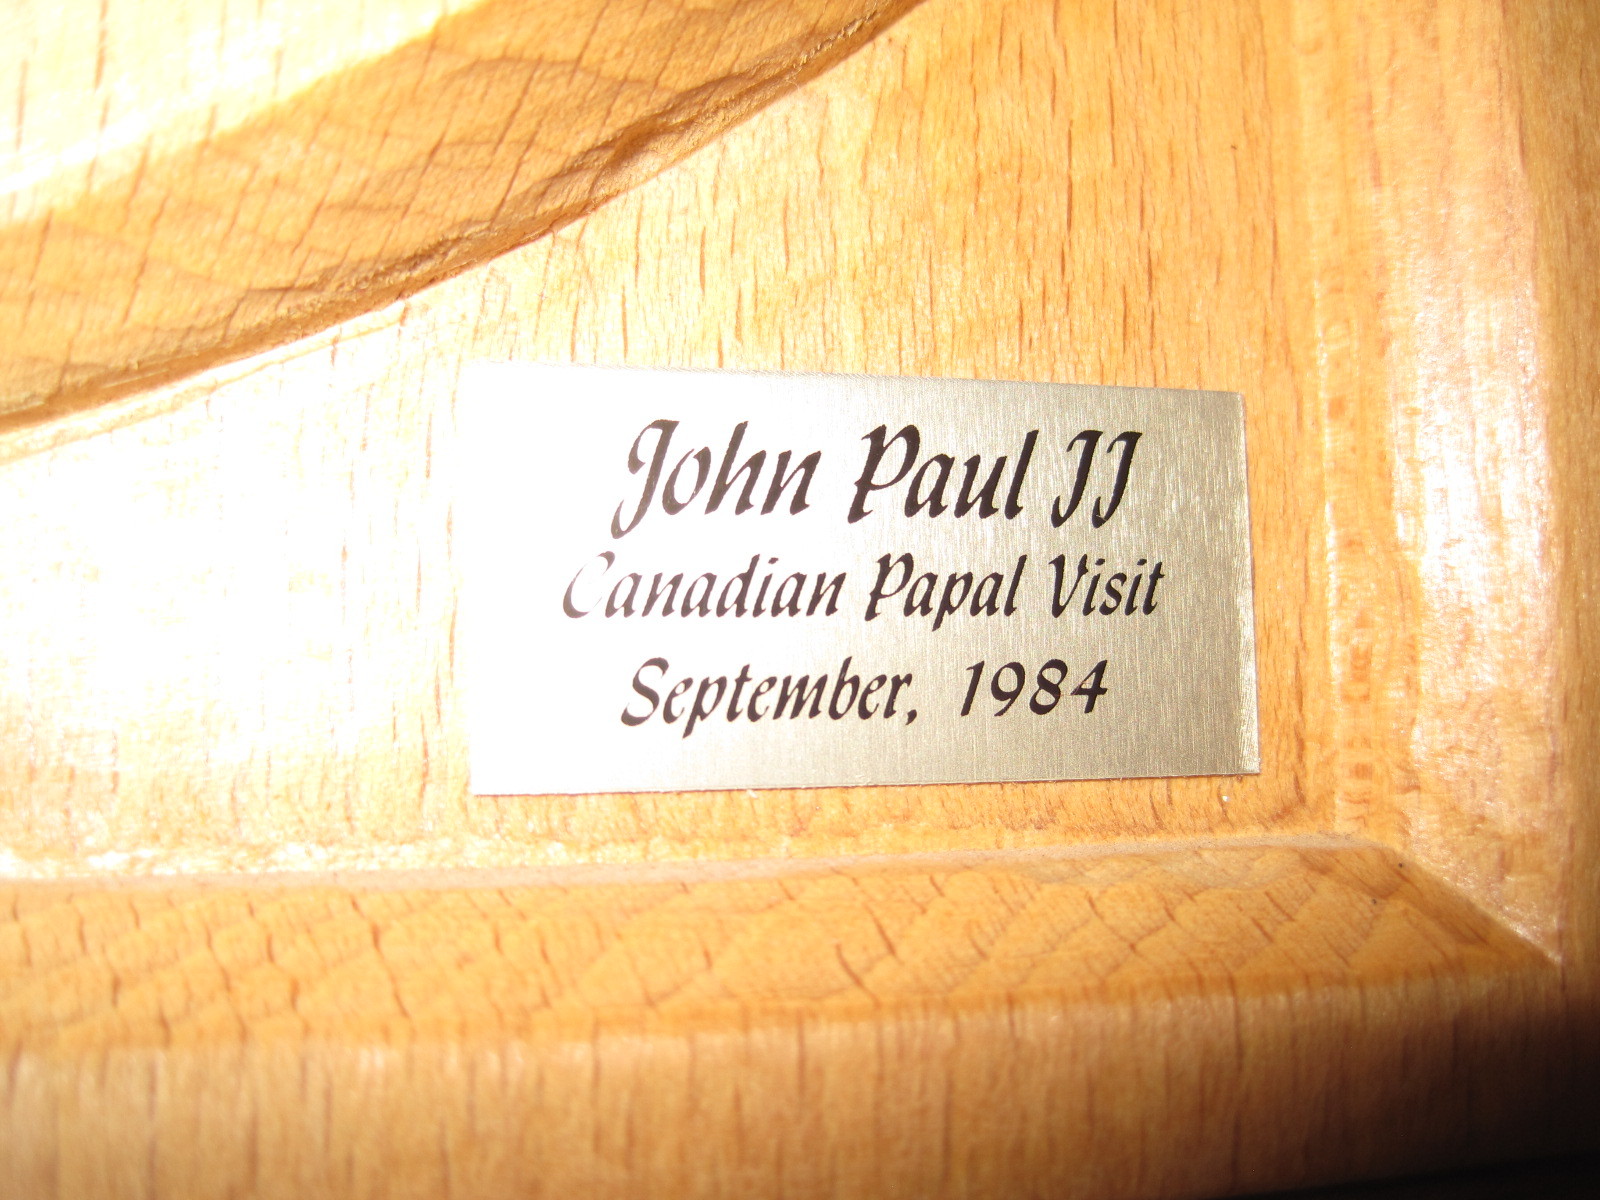 John Paul II
Canadian Papal Visit
September, 1984